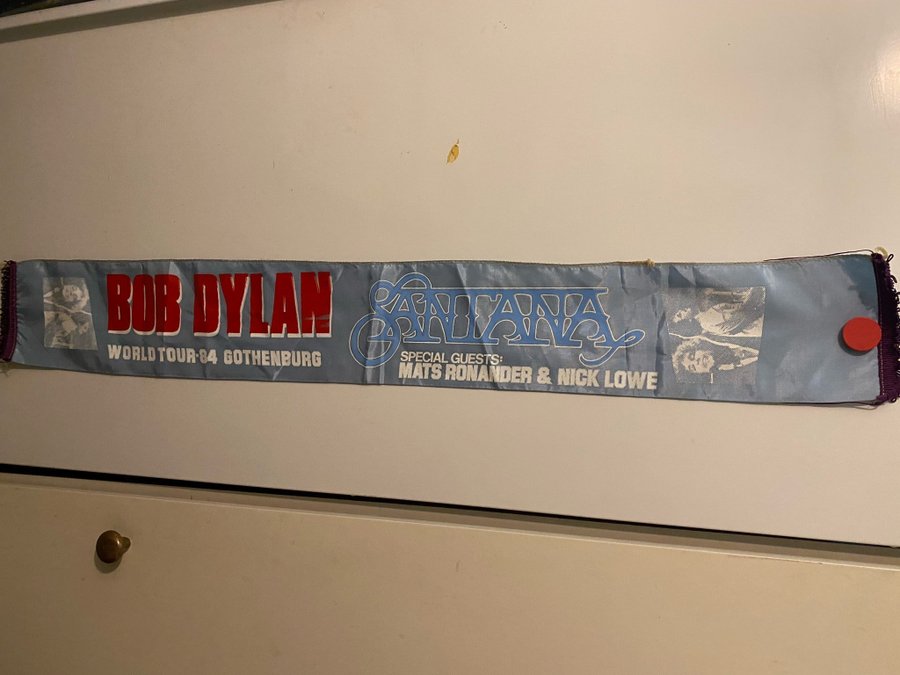 BOB DYLAN
WORLD TOUR-84 GOTHENBURG
SANTANA
SPECIAL GUESTS:
MATS RONANDER & NICK LOWE